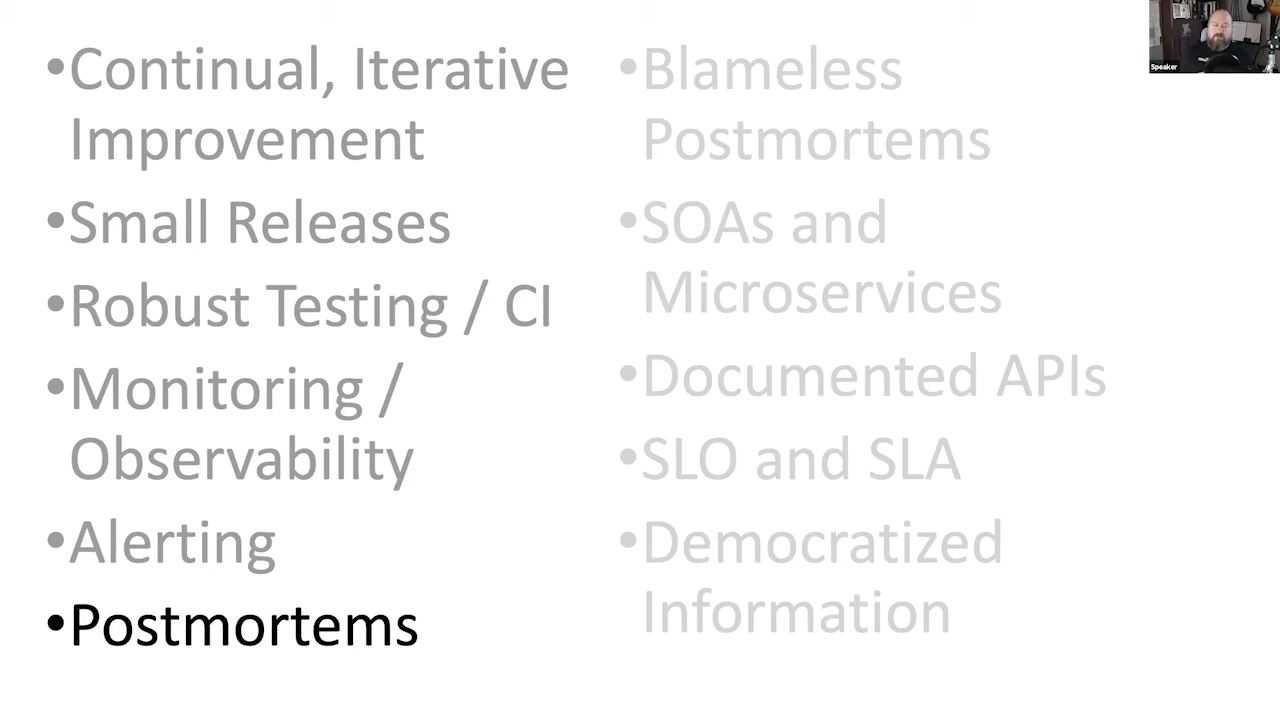 •Continual, Iterative
Improvement
•Small Releases
•Robust Testing / CI
•Monitoring /
Observability
•Alerting
•Postmortems
•Blameless
Postmortems
•SOAs and
Microservices
•Documented APIs
•SLO and SLA
•Democratized
Information
Speaker